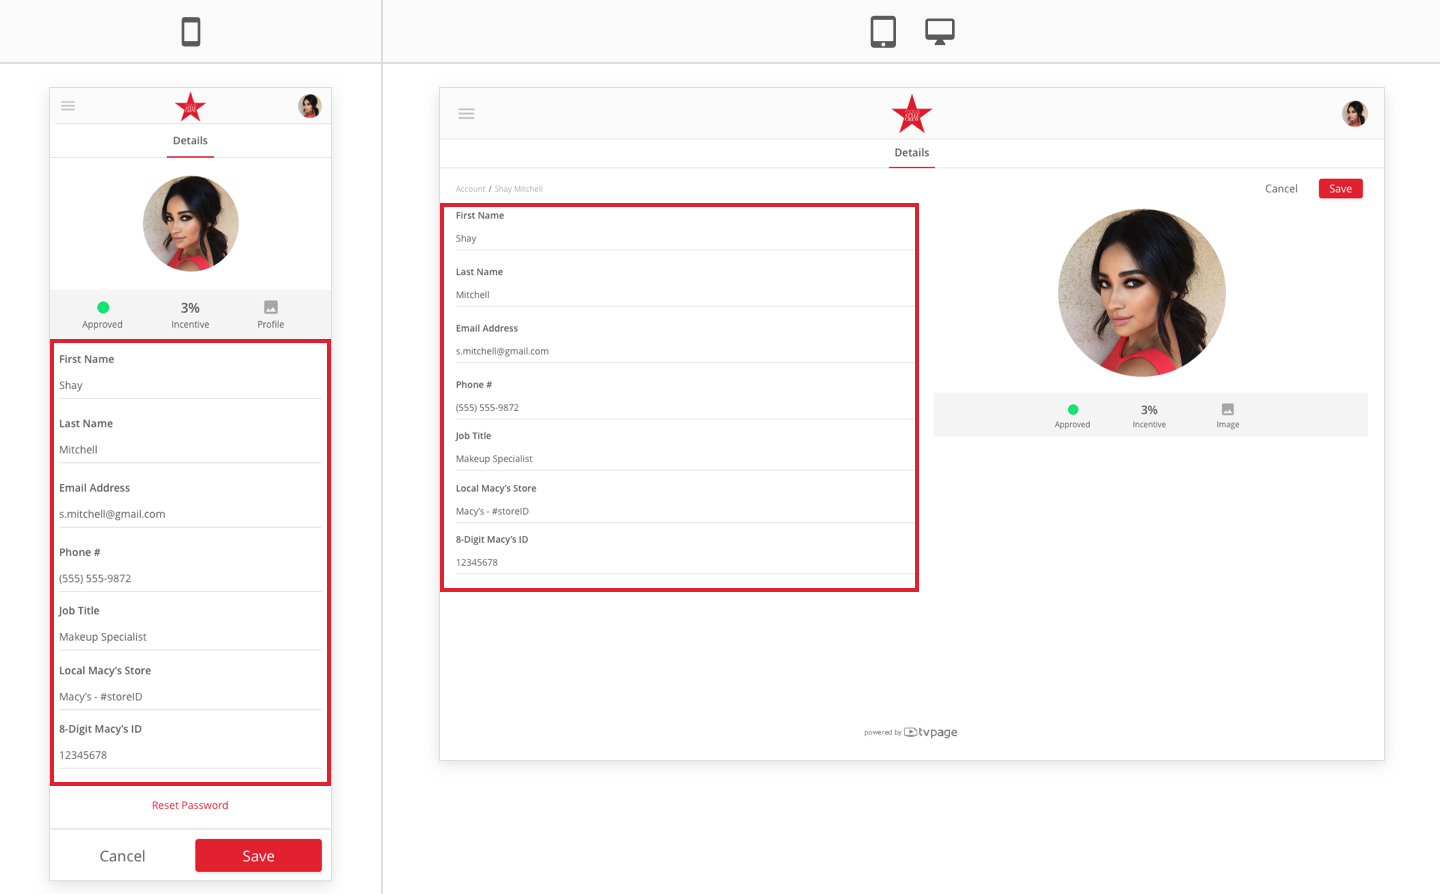 Details
Approved
3%
Incentive
Profile
First Name
Shay
Last Name
Mitchell
Email Address
s.mitchell@gmail.com
Phone #
(555) 555-9872
Job Title
Makeup Specialist
Local Macy's Store
Macy's - #storeID
8-Digit Macy's ID
12345678
Reset Password
Cancel
Save
Details
Account / Shay Mitchell
Cancel
Save
First Name
Shay
Last Name
Mitchell
Email Address
s.mitchell@gmail.com
Phone #
(555) 555-9872
Job Title
Makeup Specialist
Local Macy's Store
Macy's - #storeID
8-Digit Macy's ID
12345678
Approved
3%
Incentive
Image
powered by tvpage